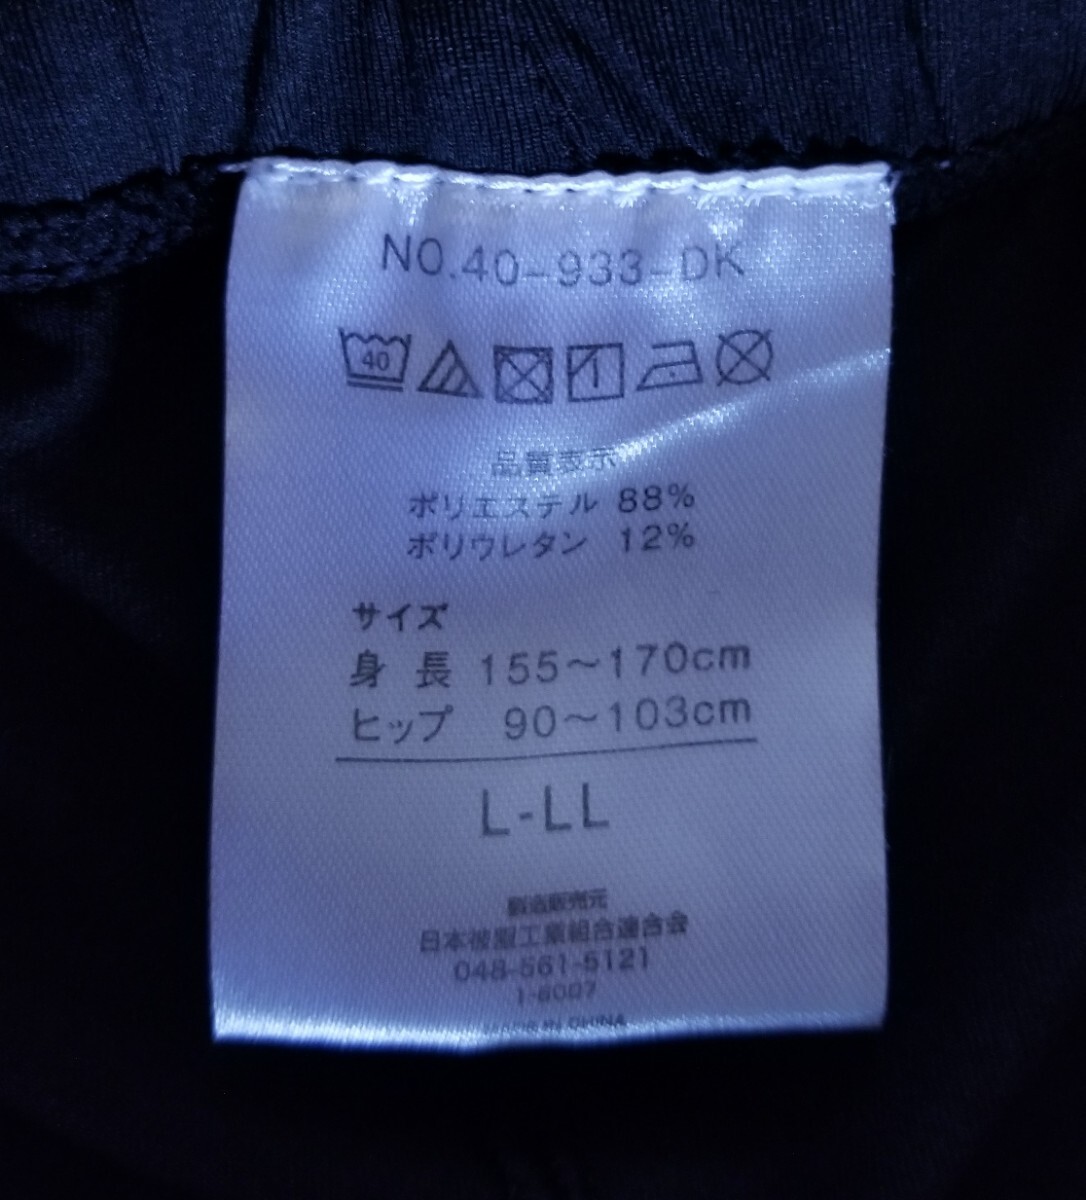 NO.40-933-DK
40
品質表示
ポリエステル 88%
ポリウレタン 12%
サイズ
身 長 155～170cm
ヒップ 90～103cm
L-LL
製造販売元
日本被服工業組合連合会
048-561-5121
1-6007
MADE IN CHINA